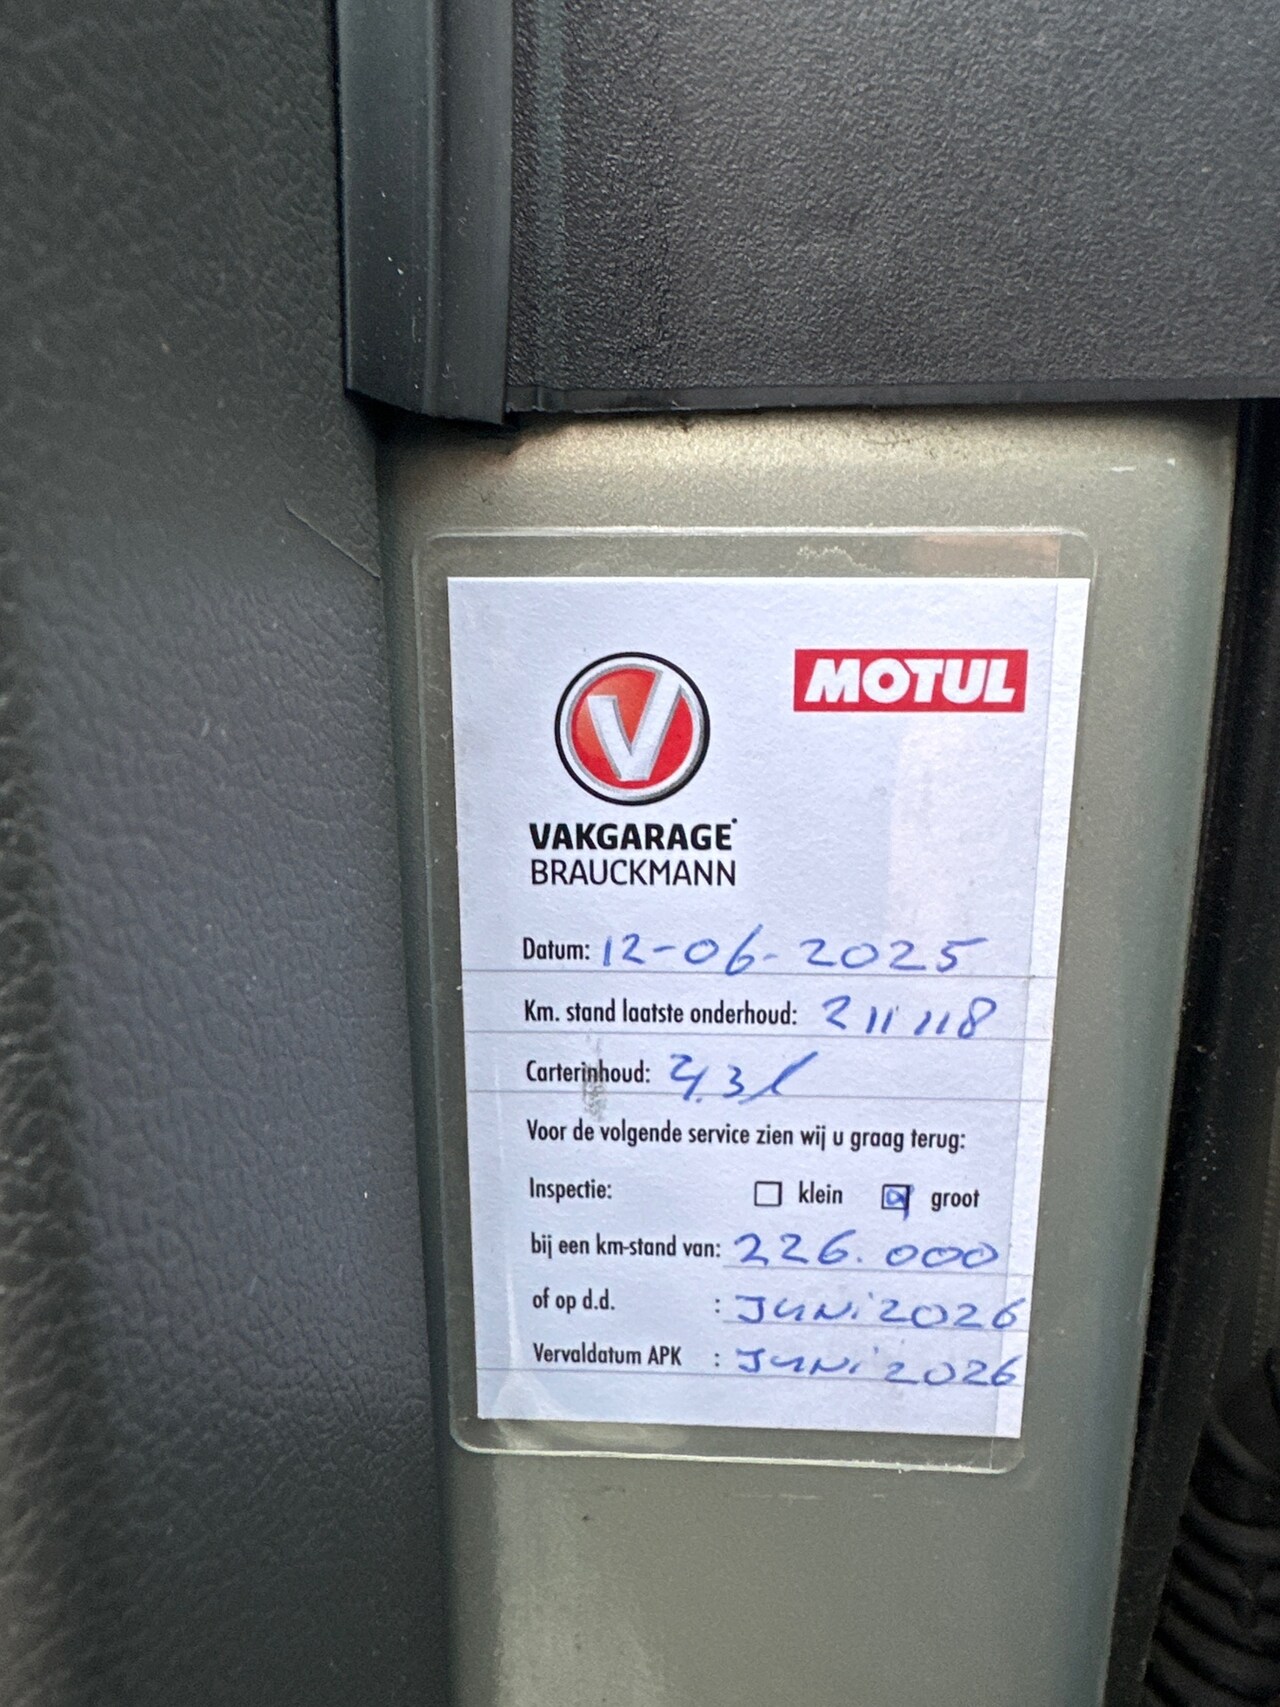 MOTUL
V
VAKGARAGE
BRAUCKMANN
Datum: 12-06-2025
Km. stand laatste onderhoud: 211118
Carterinhoud: 4,3 l
Voor de volgende service zien wij u graag terug:
Inspectie: klein groot
bij een km-stand van: 226.000
of op d.d. : JUNI 2026
Vervaldatum APK : JUNI 2026